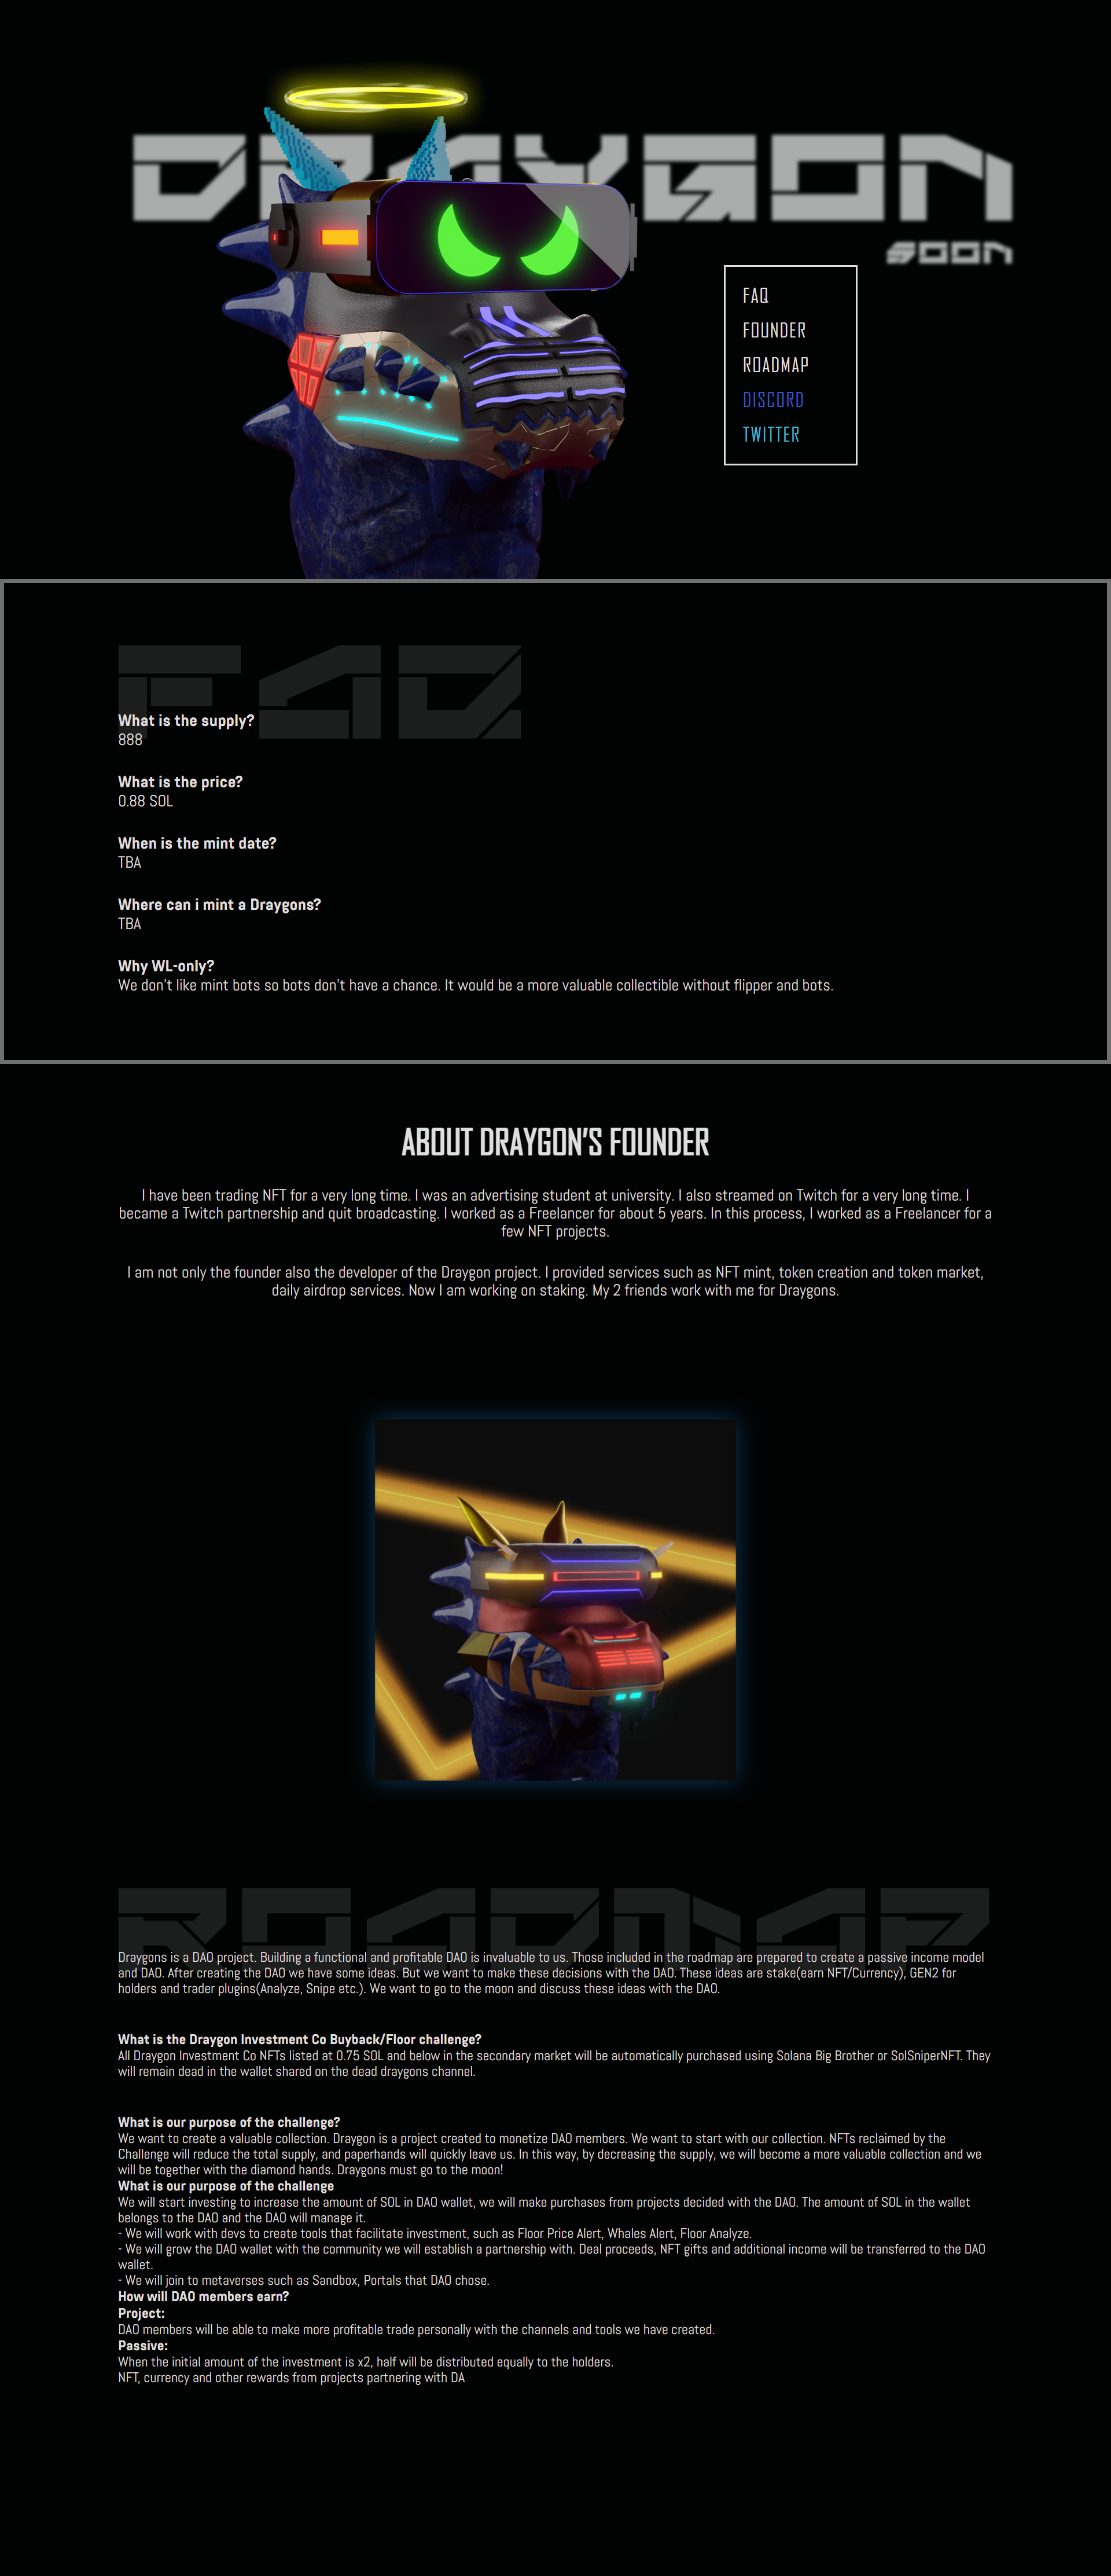 DRAYGON
SOON
FAQ
FOUNDER
ROADMAP
DISCORD
TWITTER
FAQ
What is the supply?
888
What is the price?
0.88 SOL
When is the mint date?
TBA
Where can i mint a Draygons?
TBA
Why WL-only?
We don't like mint bots so bots don't have a chance. It would be a more valuable collectible without flipper and bots.
ABOUT DRAYGON'S FOUNDER
I have been trading NFT for a very long time. I was an advertising student at university. I also streamed on Twitch for a very long time. I
became a Twitch partnership and quit broadcasting. I worked as a Freelancer for about 5 years. In this process, I worked as a Freelancer for a
few NFT projects.
I am not only the founder also the developer of the Draygon project. I provided services such as NFT mint, token creation and token market,
daily airdrop services. Now I am working on staking. My 2 friends work with me for Draygons.
ROADMAP
Draygons is a DAO project. Building a functional and profitable DAO is invaluable to us. Those included in the roadmap are prepared to create a passive income model
and DAO. After creating the DAO we have some ideas. But we want to make these decisions with the DAO. These ideas are stake(earn NFT/Currency), GEN2 for
holders and trader plugins(Analyze, Snipe etc.). We want to go to the moon and discuss these ideas with the DAO.
What is the Draygon Investment Co Buyback/Floor challenge?
All Draygon Investment Co NFTs listed at 0.75 SOL and below in the secondary market will be automatically purchased using Solana Big Brother or SolSniperNFT. They
will remain dead in the wallet shared on the dead draygons channel.
What is our purpose of the challenge?
We want to create a valuable collection. Draygon is a project created to monetize DAO members. We want to start with our collection. NFTs reclaimed by the
Challenge will reduce the total supply, and paperhands will quickly leave us. In this way, by decreasing the supply, we will become a more valuable collection and we
will be together with the diamond hands. Draygons must go to the moon!
What is our purpose of the challenge
We will start investing to increase the amount of SOL in DAO wallet, we will make purchases from projects decided with the DAO. The amount of SOL in the wallet
belongs to the DAO and the DAO will manage it.
- We will work with devs to create tools that facilitate investment, such as Floor Price Alert, Whales Alert, Floor Analyze.
- We will grow the DAO wallet with the community we will establish a partnership with. Deal proceeds, NFT gifts and additional income will be transferred to the DAO
wallet.
- We will join to metaverses such as Sandbox, Portals that DAO chose.
How will DAO members earn?
Project:
DAO members will be able to make more profitable trade personally with the channels and tools we have created.
Passive:
When the initial amount of the investment is x2, half will be distributed equally to the holders.
NFT, currency and other rewards from projects partnering with DA